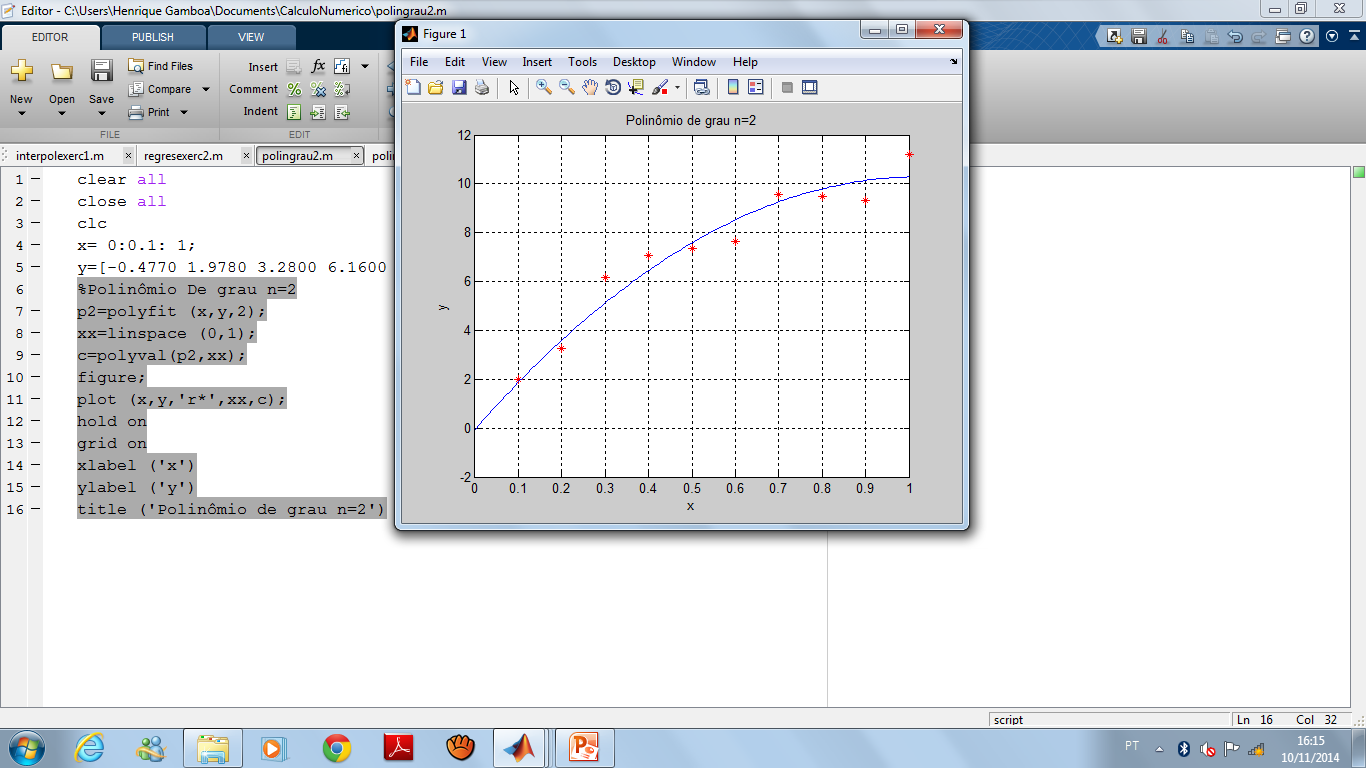 Editor - C:\Users\Henrique Gamboa\Documents\CalculoNumerico\polingrau2.m
EDITOR PUBLISH VIEW
New Open Save
Find Files
Compare
Print
Insert
Comment
Indent
FILE EDIT
interpolexerc1.m × regresexerc2.m × polingrau2.m × polin
1 clear all
2 close all
3 clc
4 x= 0:0.1: 1;
5 y=[-0.4770 1.9780 3.2800 6.1600
6 %Polinômio De grau n=2
7 p2=polyfit (x,y,2);
8 xx=linspace (0,1);
9 c=polyval(p2,xx);
10 figure;
11 plot (x,y,'r*',xx,c);
12 hold on
13 grid on
14 xlabel ('x')
15 ylabel ('y')
16 title ('Polinômio de grau n=2')
Figure 1
File Edit View Insert Tools Desktop Window Help
Polinômio de grau n=2
12
10
8
6
4
2
0
-2
y
0 0.1 0.2 0.3 0.4 0.5 0.6 0.7 0.8 0.9 1
x
script Ln 16 Col 32
PT
16:15
10/11/2014